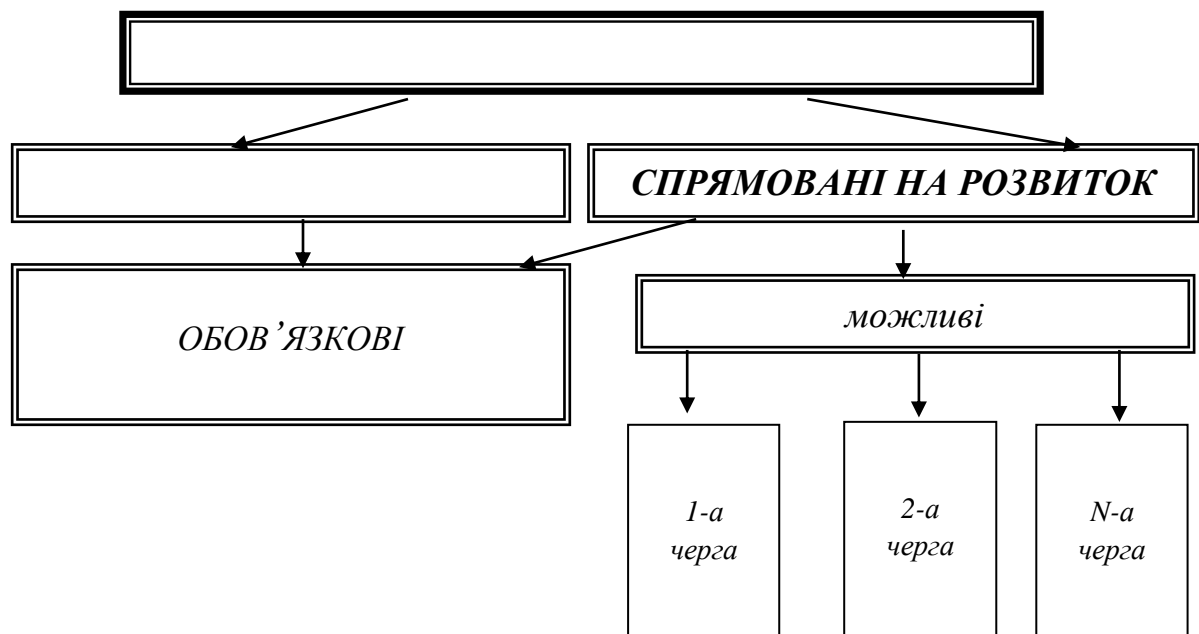 СПРЯМОВАНІ НА РОЗВИТОК
ОБОВ’ЯЗКОВІ
можливі
1-а
черга
2-а
черга
N-а
черга